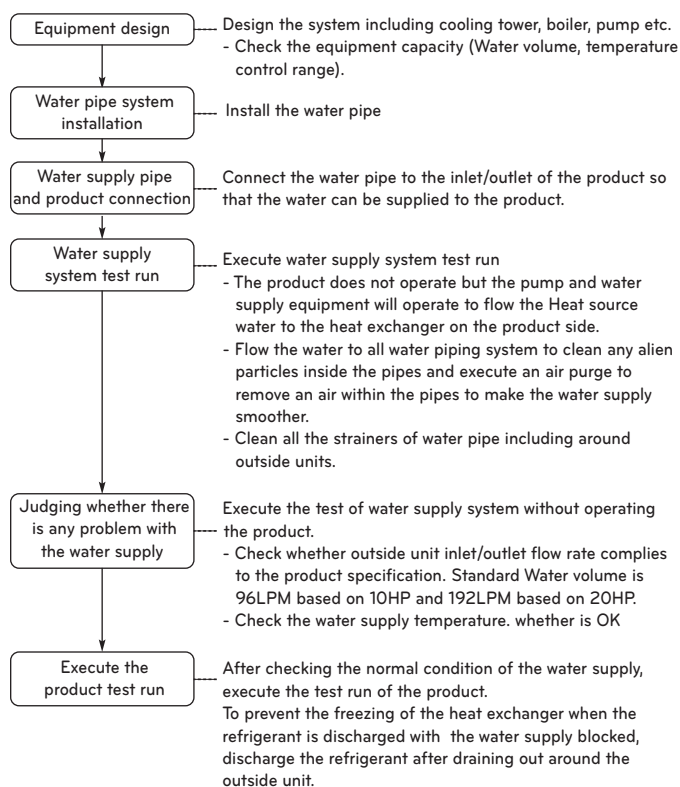 Equipment design
Design the system including cooling tower, boiler, pump etc.
- Check the equipment capacity (Water volume, temperature
control range).
Water pipe system
installation
Install the water pipe
Water supply pipe
and product connection
Connect the water pipe to the inlet/outlet of the product so
that the water can be supplied to the product.
Water supply
system test run
Execute water supply system test run
- The product does not operate but the pump and water
supply equipment will operate to flow the Heat source
water to the heat exchanger on the product side.
- Flow the water to all water piping system to clean any alien
particles inside the pipes and execute an air purge to
remove an air within the pipes to make the water supply
smoother.
- Clean all the strainers of water pipe including around
outside units.
Judging whether there
is any problem with
the water supply
Execute the test of water supply system without operating
the product.
- Check whether outside unit inlet/outlet flow rate complies
to the product specification. Standard Water volume is
96LPM based on 10HP and 192LPM based on 20HP.
- Check the water supply temperature. whether is OK
Execute the
product test run
After checking the normal condition of the water supply,
execute the test run of the product.
To prevent the freezing of the heat exchanger when the
refrigerant is discharged with the water supply blocked,
discharge the refrigerant after draining out around the
outside unit.